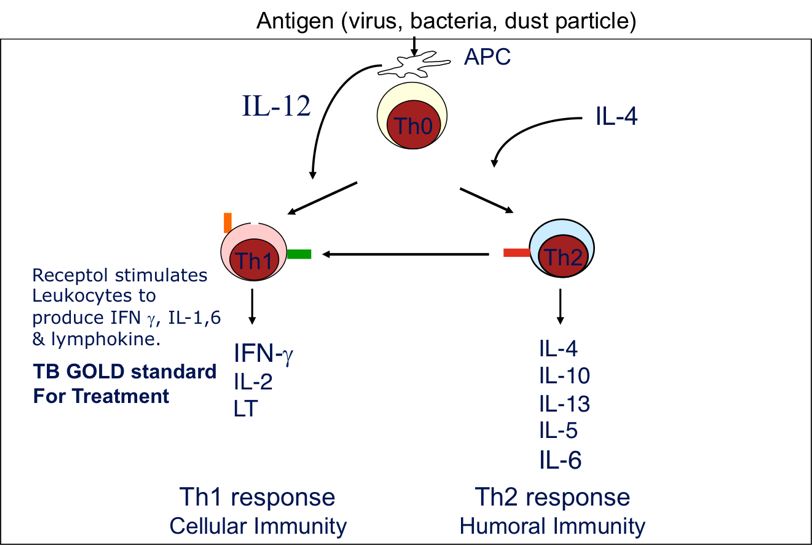 Antigen (virus, bacteria, dust particle)
APC
IL-12
Th0
IL-4
Th1
Th2
Receptol stimulates
Leukocytes to
produce IFN γ, IL-1,6
& lymphokine.
TB GOLD standard
For Treatment
IFN-γ
IL-2
LT
IL-4
IL-10
IL-13
IL-5
IL-6
Th1 response
Cellular Immunity
Th2 response
Humoral Immunity